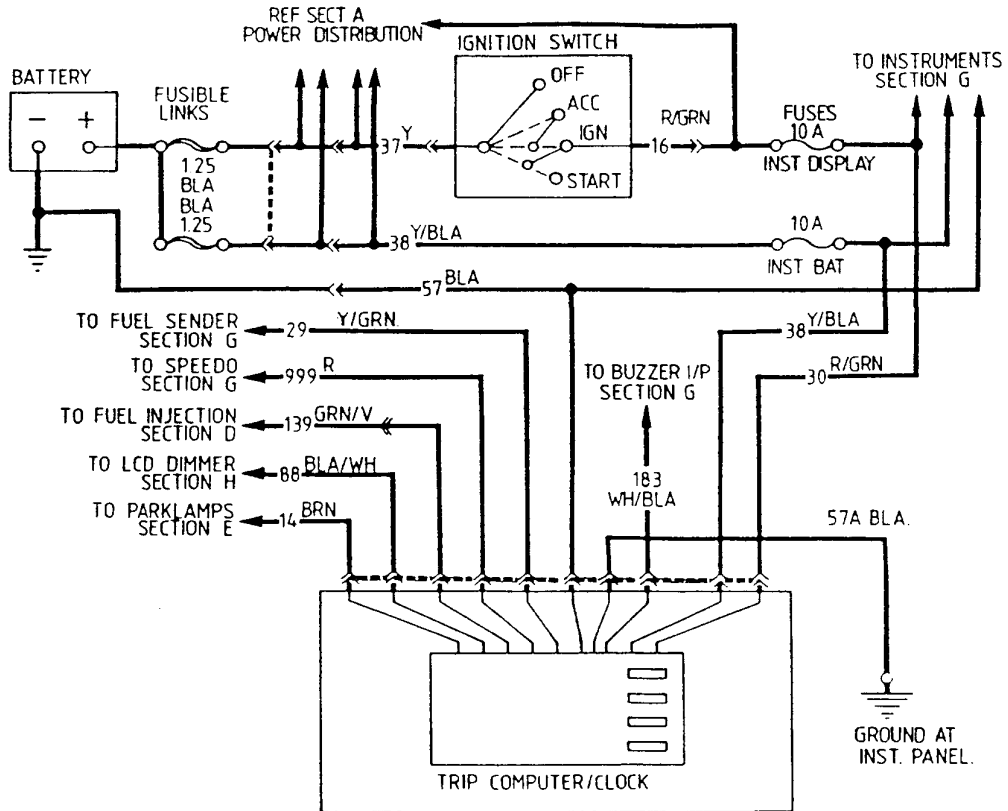 REF SECT A
POWER DISTRIBUTION
IGNITION SWITCH
TO INSTRUMENTS
SECTION G
BATTERY
- +
FUSIBLE
LINKS
OFF
ACC
IGN
START
37 Y
16 R/GRN
FUSES
10 A
INST DISPLAY
1.25
BLA
BLA
1.25
38 Y/BLA
10 A
INST BAT
57 BLA
TO FUEL SENDER
SECTION G
29 Y/GRN.
38 Y/BLA
TO SPEEDO
SECTION G
999 R
TO BUZZER I/P
SECTION G
30 R/GRN
TO FUEL INJECTION
SECTION D
139 GRN/V
TO LCD DIMMER
SECTION H
88 BLA/WH
183
WH/BLA
TO PARKLAMPS
SECTION E
14 BRN
57A BLA.
GROUND AT
INST. PANEL.
TRIP COMPUTER/CLOCK